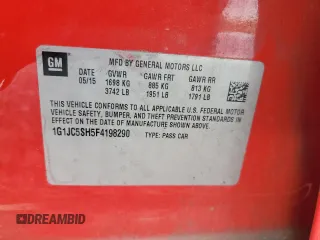 GM
MFD BY GENERAL MOTORS LLC
DATE GVWR GAWR FRT GAWR RR
05/15 1698 KG 885 KG 813 KG
3742 LB 1951 LB 1791 LB
THIS VEHICLE CONFORMS TO ALL APPLICABLE U.S. FEDERAL MOTOR
VEHICLE SAFETY, BUMPER, AND THEFT PREVENTION STANDARDS IN
EFFECT ON THE DATE OF MANUFACTURE SHOWN ABOVE.
1G1JC5SH5F4198290 TYPE: PASS CAR
DREAMBID